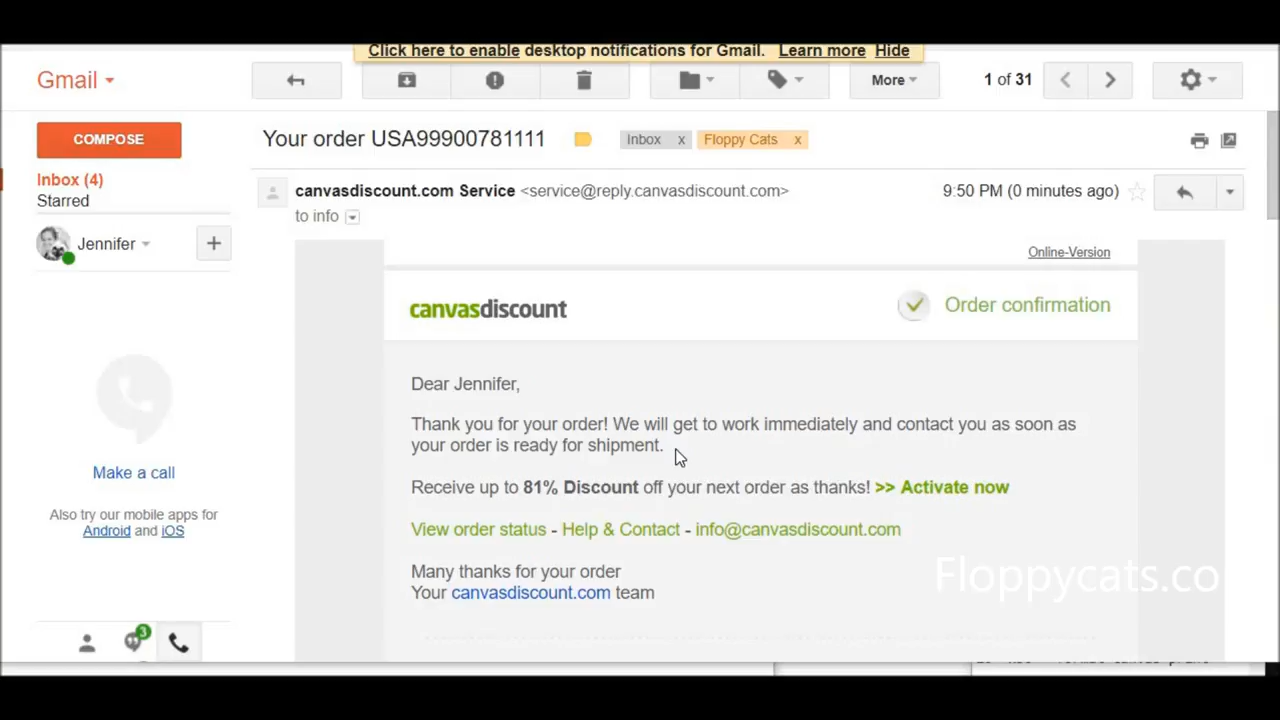 Click here to enable desktop notifications for Gmail. Learn more Hide
Gmail
More
1 of 31
COMPOSE
Your order USA99900781111
Inbox x
Floppy Cats x
Inbox (4)
Starred
canvasdiscount.com Service <service@reply.canvasdiscount.com>
9:50 PM (0 minutes ago)
to info
Jennifer
+
Online-Version
canvasdiscount
Order confirmation
Dear Jennifer,
Thank you for your order! We will get to work immediately and contact you as soon as
your order is ready for shipment.
Receive up to 81% Discount off your next order as thanks! >> Activate now
View order status - Help & Contact - info@canvasdiscount.com
Many thanks for your order
Your canvasdiscount.com team
Make a call
Also try our mobile apps for
Android and iOS
3
Floppycats.co